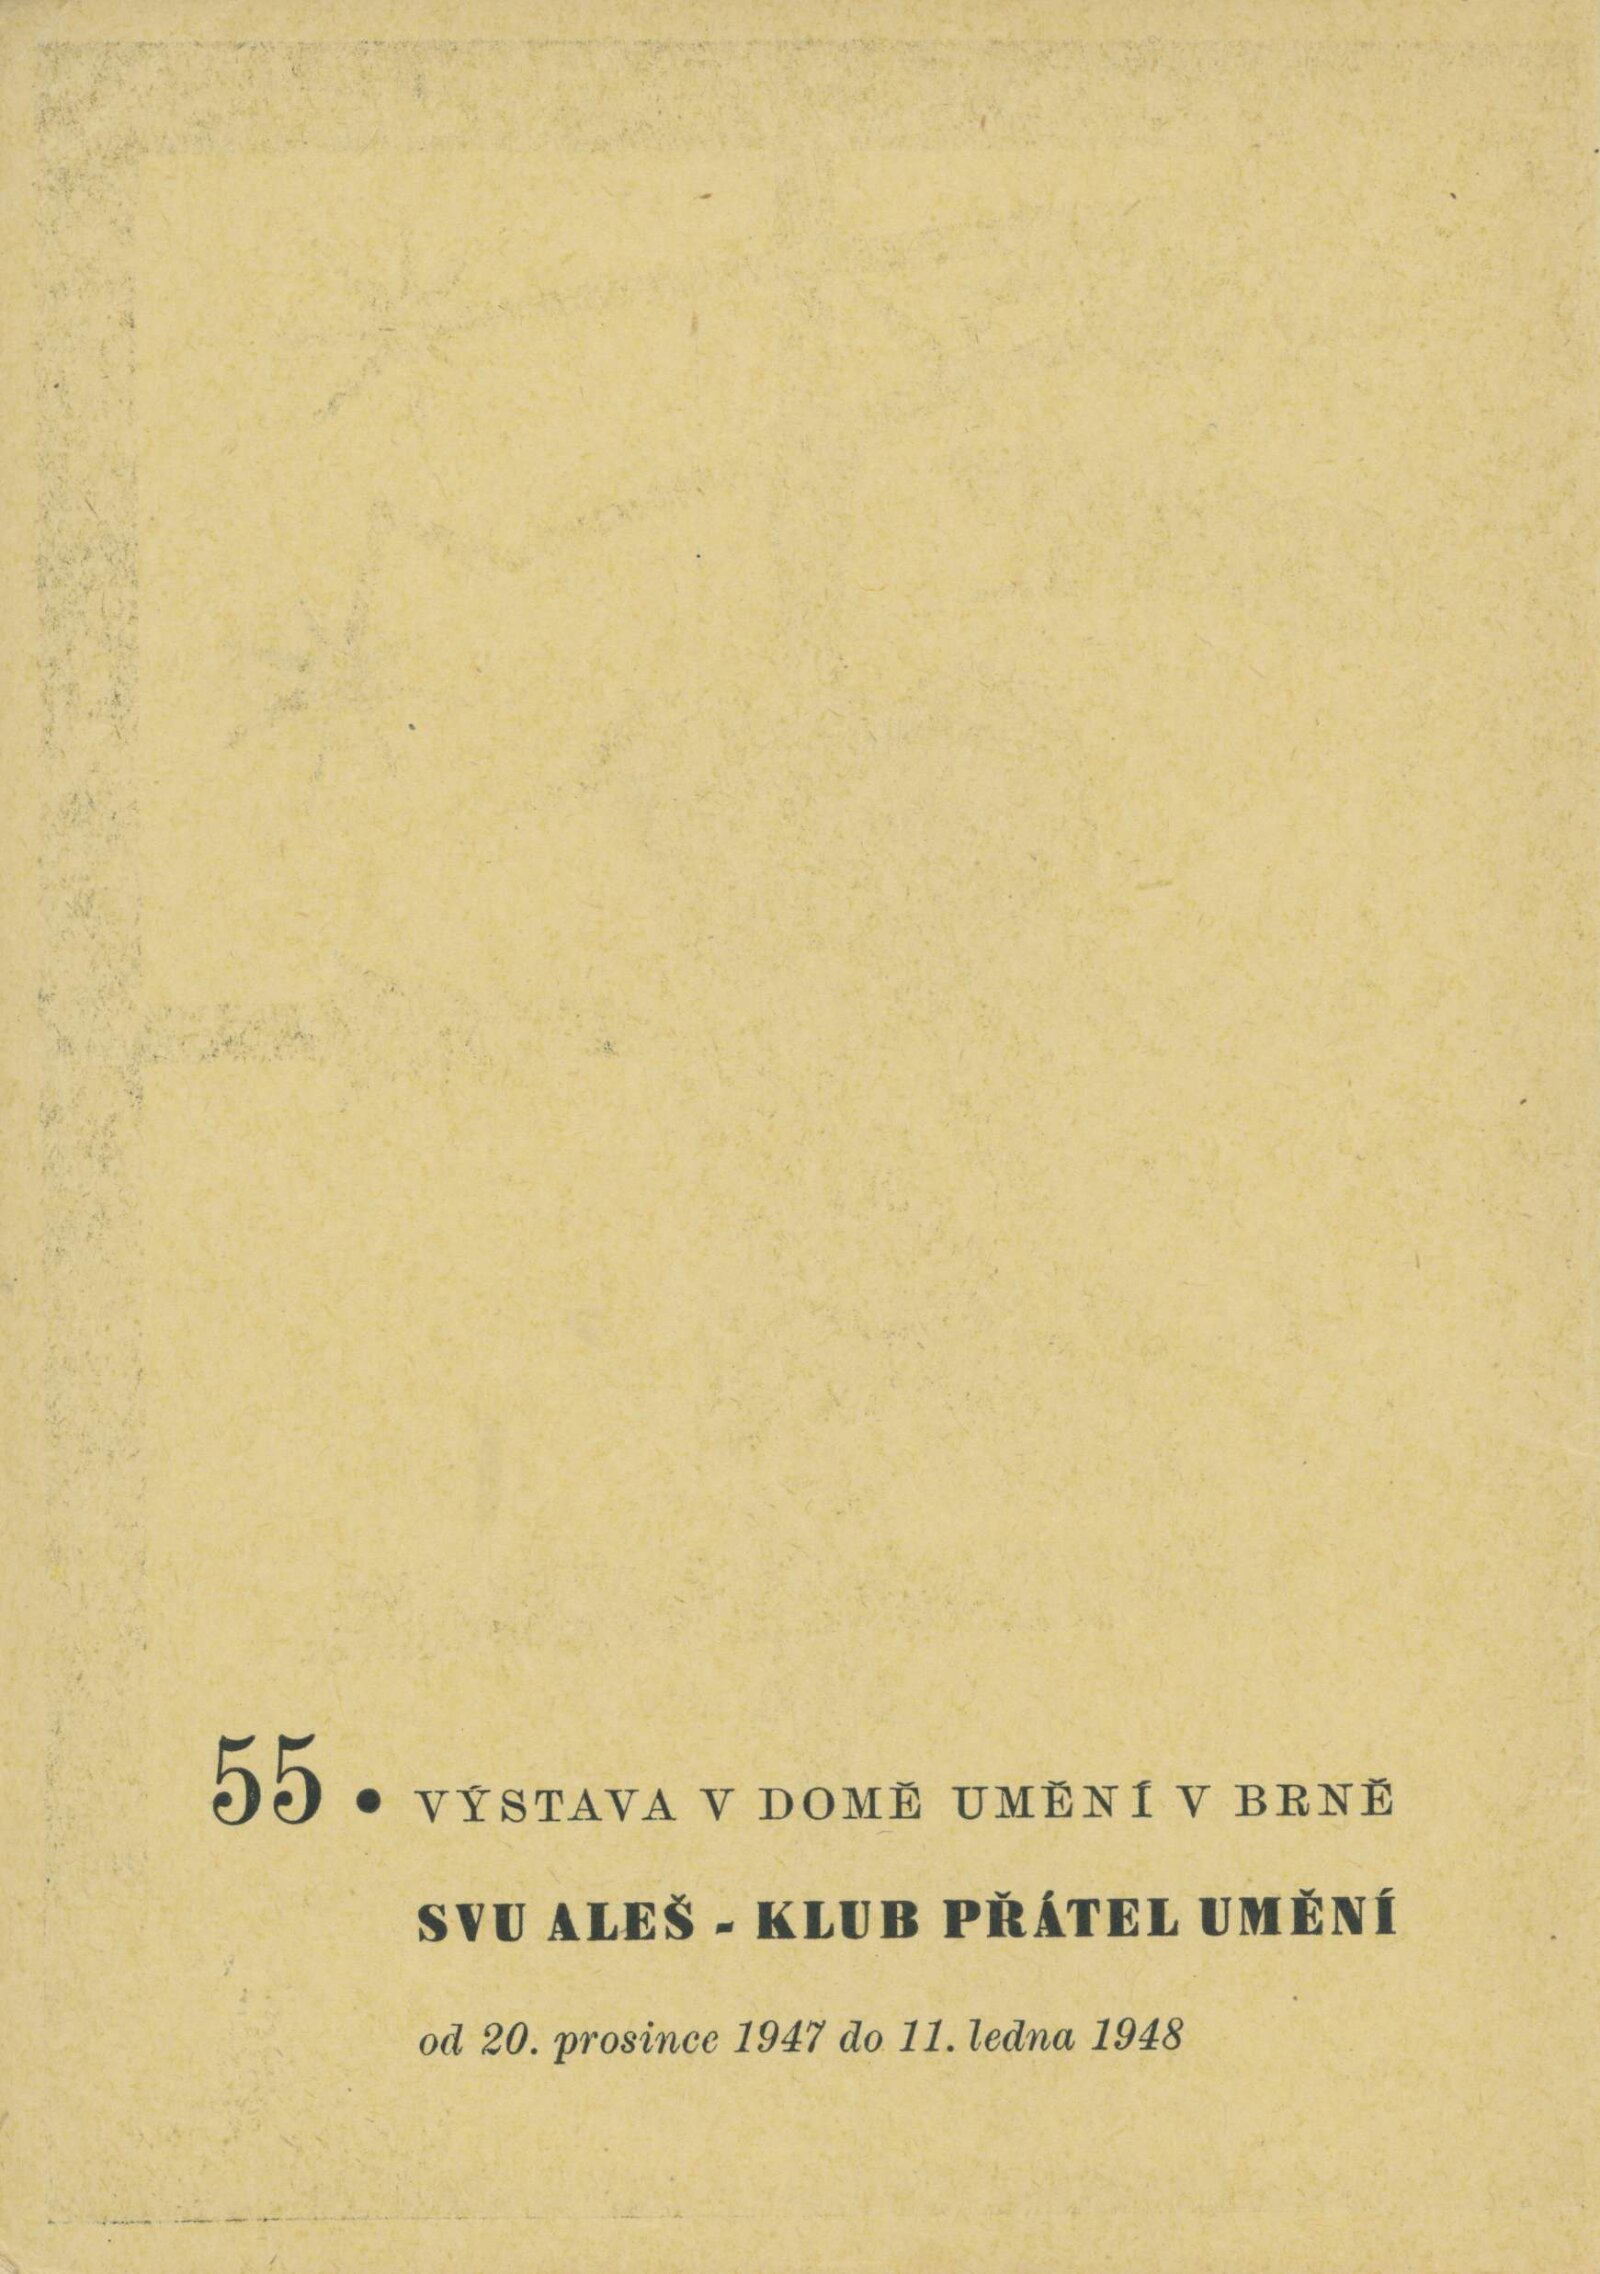 55 • VÝSTAVA V DOMĚ UMĚNÍ V BRNĚ
SVU ALEŠ - KLUB PŘÁTEL UMĚNÍ
od 20. prosince 1947 do 11. ledna 1948